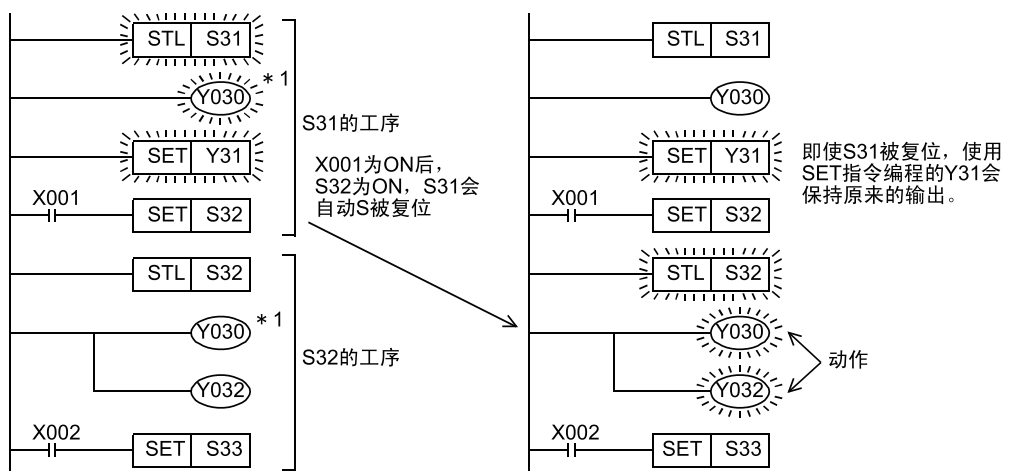 STL S31
Y030 *1
SET Y31
X001
SET S32
S31的工序
X001为ON后，
S32为ON，S31会
自动S被复位
STL S32
Y030 *1
Y032
X002
SET S33
S32的工序
STL S31
Y030
SET Y31
X001
SET S32
即使S31被复位，使用
SET指令编程的Y31会
保持原来的输出。
STL S32
Y030
Y032
动作
X002
SET S33